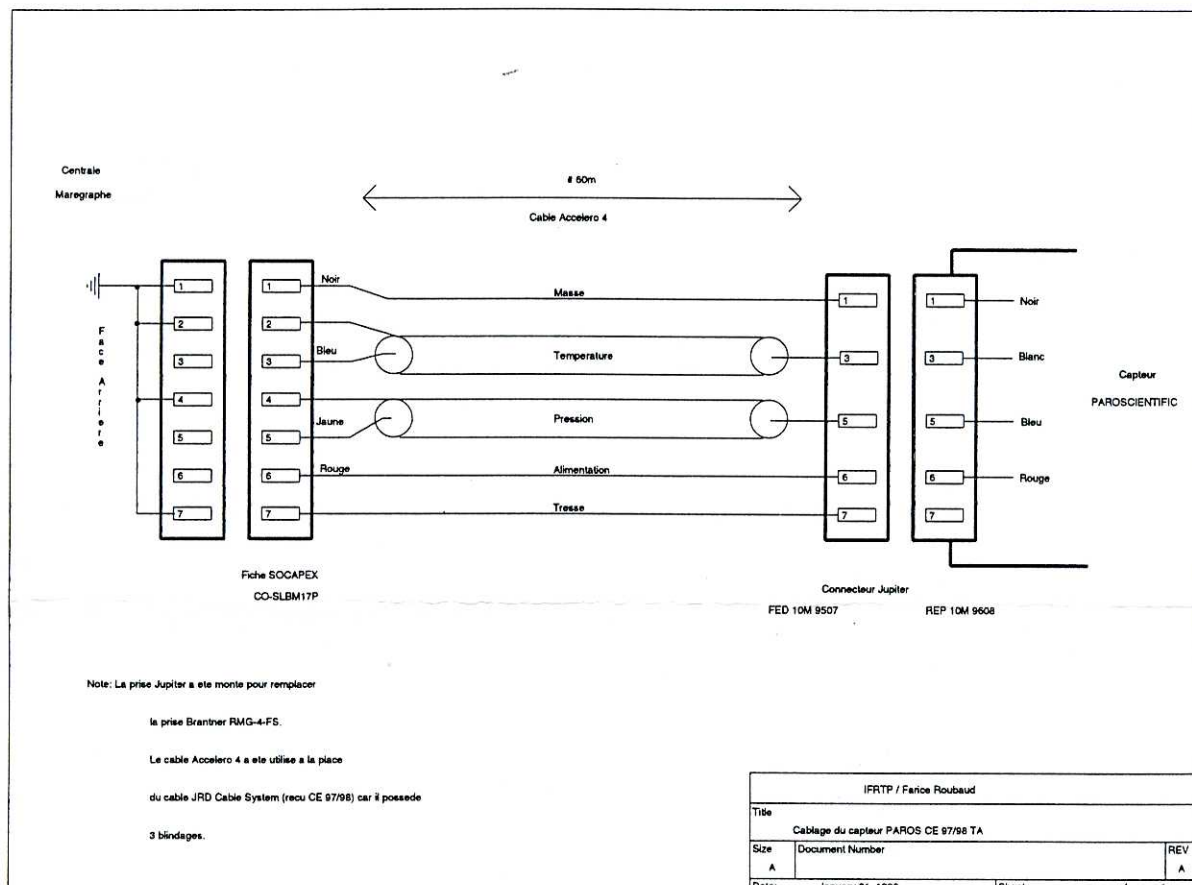 Centrale
Maregraphe
# 50m
Cable Accelero 4
Face Arriere
1
2
3
4
5
6
7
1
2
3
4
5
6
7
Noir
Bleu
Jaune
Rouge
Masse
Temperature
Pression
Alimentation
Tresse
1
3
5
6
7
1
3
5
6
7
Noir
Blanc
Bleu
Rouge
Capteur
PAROSCIENTIFIC
Fiche SOCAPEX
CO-SLBM17P
Connecteur Jupiter
FED 10M 9507
REP 10M 9608
Note: La prise Jupiter a ete monte pour remplacer
la prise Brantner RMG-4-FS.
Le cable Accelero 4 a ete utilise a la place
du cable JRD Cable System (recu CE 97/98) car il possede
3 blindages.
IFRTP / Farice Roubaud
Title
Cablage du capteur PAROS CE 97/98 TA
Size
Document Number
REV
A
A